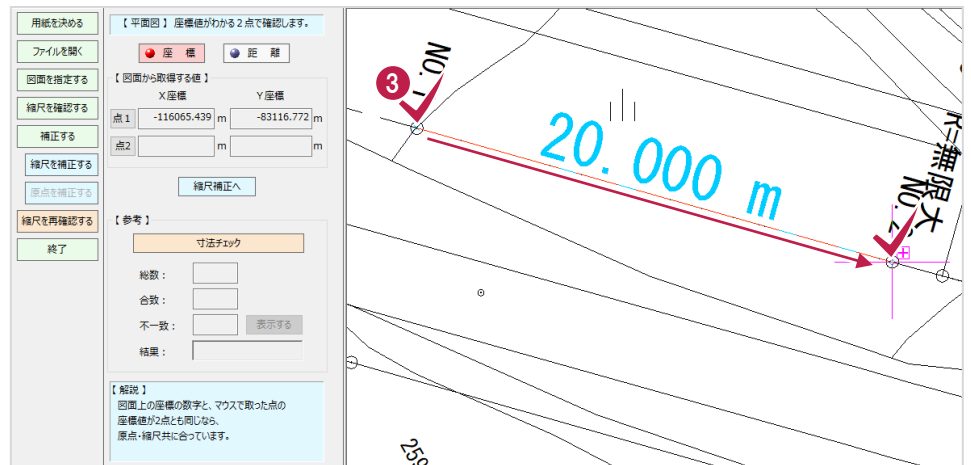 用紙を決める
ファイルを開く
図面を指定する
縮尺を確認する
補正する
縮尺を補正する
原点を補正する
縮尺を再確認する
終了
【 平面図 】 座標値がわかる２点で確認します。
座 標
距 離
【 図面から取得する値 】
X座標 Y座標
点1 -116065.439 m -83116.772 m
点2 m m
縮尺補正へ
【 参考 】
寸法チェック
総数：
合致：
不一致： 表示する
結果：
【 解説 】
図面上の座標の数字と、マウスで取った点の
座標値が2点とも同じなら、
原点・縮尺共に合っています。
3
NO.
20.000 m
R=無限大
NO. 2
259